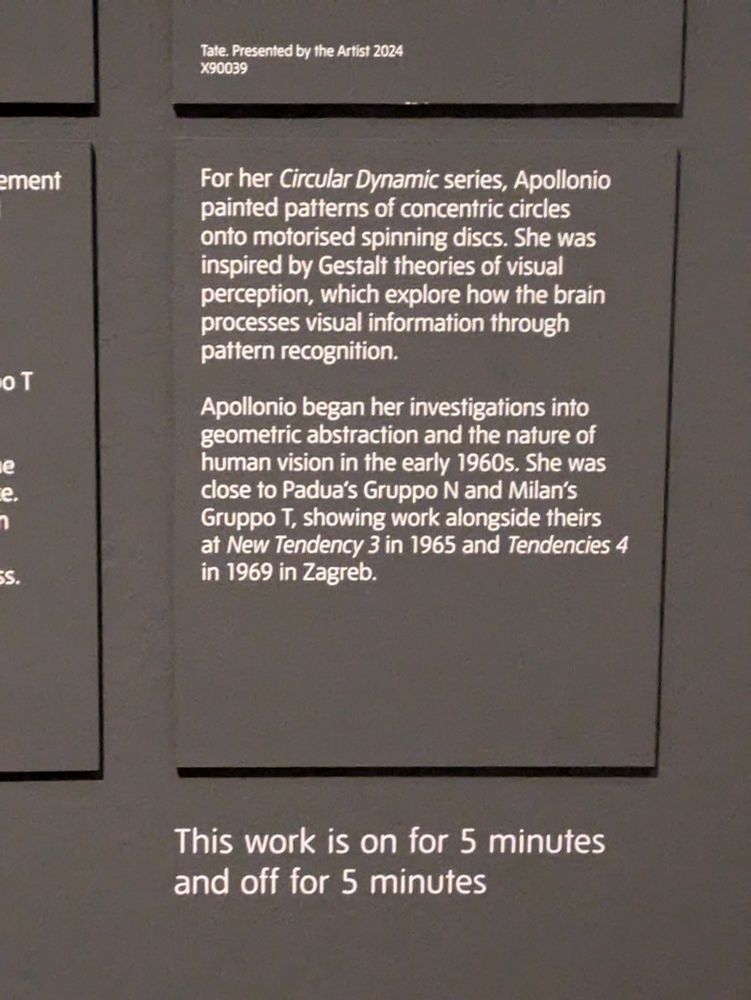 Tate. Presented by the Artist 2024
X90039
For her Circular Dynamic series, Apollonio
painted patterns of concentric circles
onto motorised spinning discs. She was
inspired by Gestalt theories of visual
perception, which explore how the brain
processes visual information through
pattern recognition.
Apollonio began her investigations into
geometric abstraction and the nature of
human vision in the early 1960s. She was
close to Padua's Gruppo N and Milan's
Gruppo T, showing work alongside theirs
at New Tendency 3 in 1965 and Tendencies 4
in 1969 in Zagreb.
This work is on for 5 minutes
and off for 5 minutes